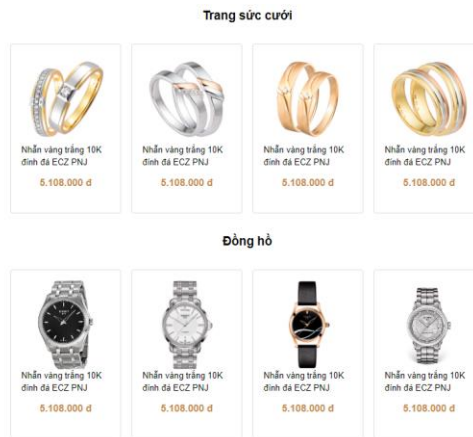 Trang sức cưới
Nhẫn vàng trắng 10K
đính đá ECZ PNJ
5.108.000 đ
Nhẫn vàng trắng 10K
đính đá ECZ PNJ
5.108.000 đ
Nhẫn vàng trắng 10K
đính đá ECZ PNJ
5.108.000 đ
Nhẫn vàng trắng 10K
đính đá ECZ PNJ
5.108.000 đ
Đồng hồ
Nhẫn vàng trắng 10K
đính đá ECZ PNJ
5.108.000 đ
Nhẫn vàng trắng 10K
đính đá ECZ PNJ
5.108.000 đ
Nhẫn vàng trắng 10K
đính đá ECZ PNJ
5.108.000 đ
Nhẫn vàng trắng 10K
đính đá ECZ PNJ
5.108.000 đ